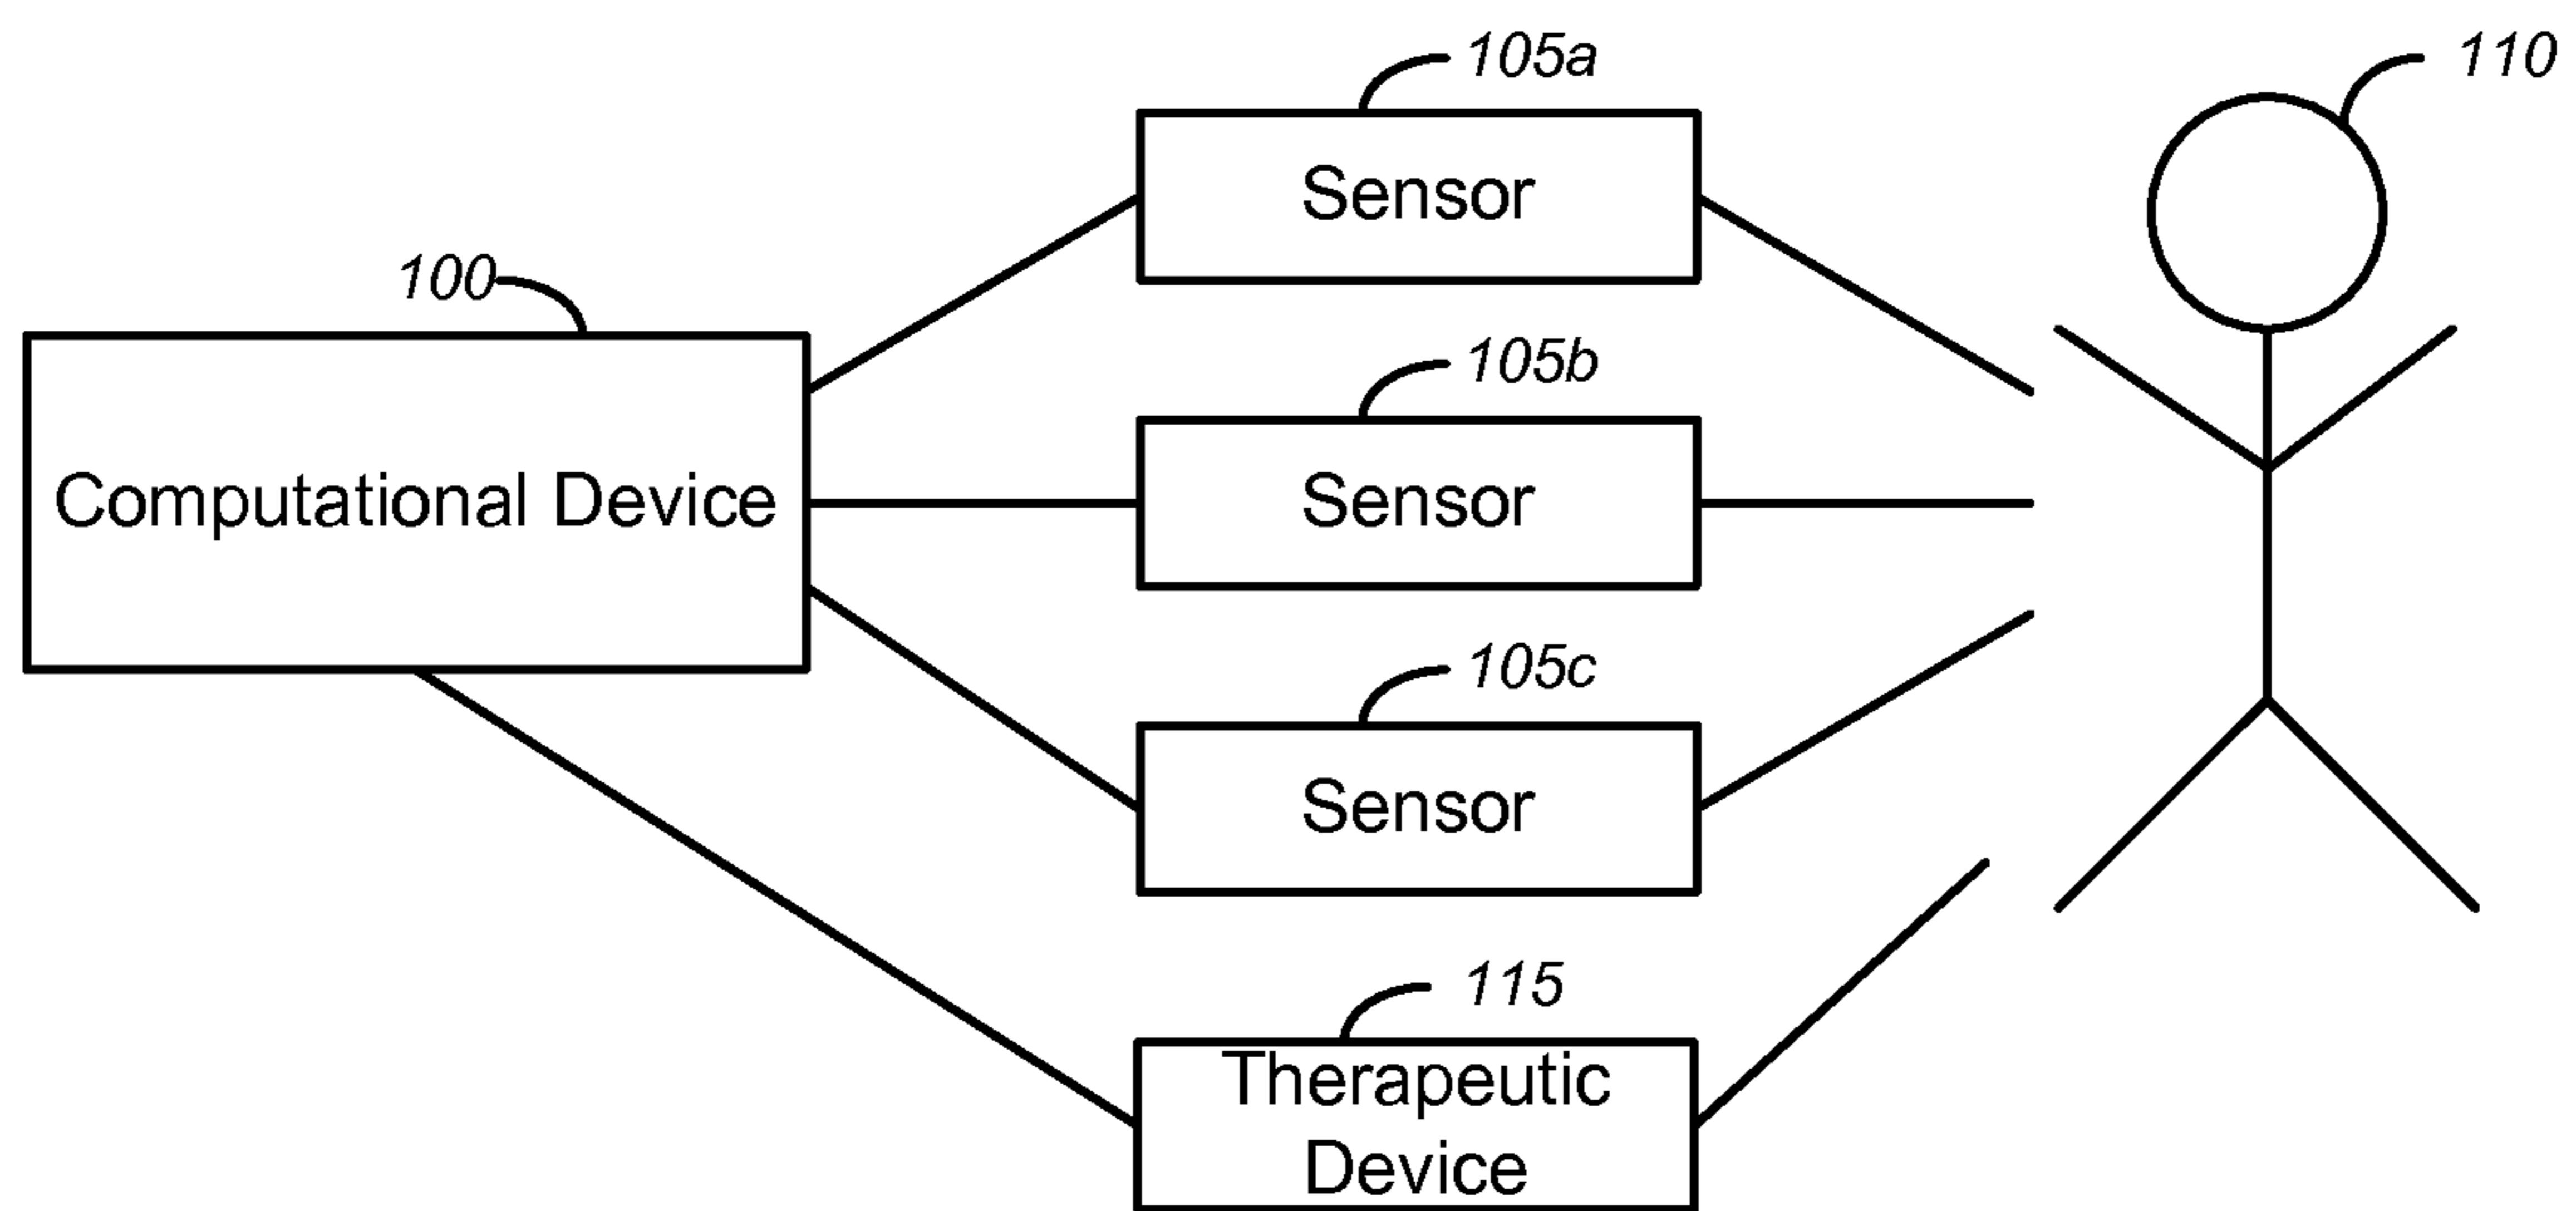 105a
110
Sensor
100
105b
Computational Device
Sensor
105c
Sensor
115
Therapeutic
Device